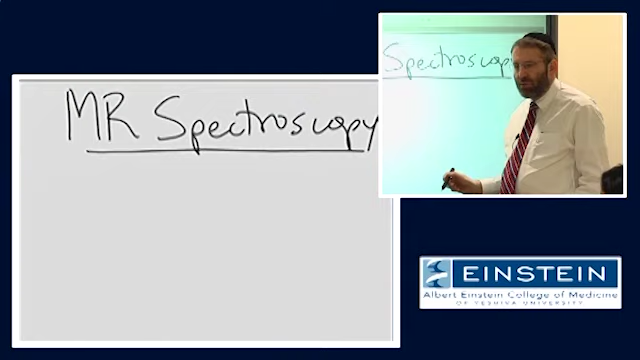 MR Spectroscopy
Spectroscopy
EINSTEIN
Albert Einstein College of Medicine
OF YESHIVA UNIVERSITY